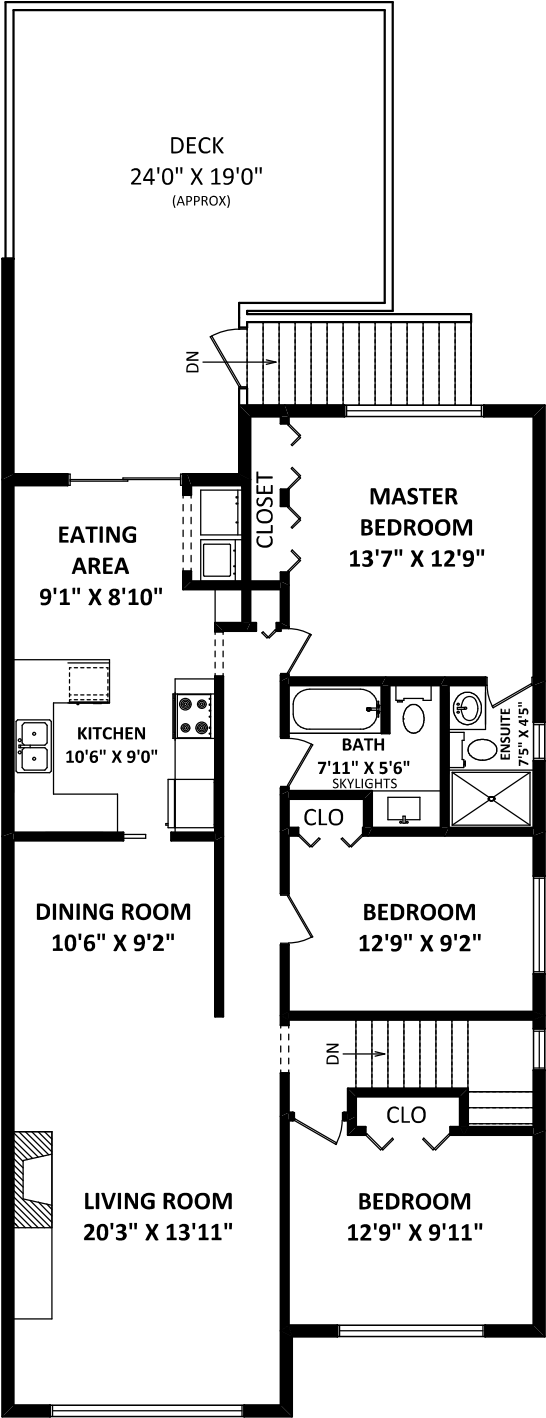 DECK
24'0" X 19'0"
(APPROX)
DN
CLOSET
MASTER
BEDROOM
13'7" X 12'9"
EATING
AREA
9'1" X 8'10"
KITCHEN
10'6" X 9'0"
BATH
7'11" X 5'6"
SKYLIGHTS
ENSUITE
7'5" X 4'5"
CLO
DINING ROOM
10'6" X 9'2"
BEDROOM
12'9" X 9'2"
DN
CLO
LIVING ROOM
20'3" X 13'11"
BEDROOM
12'9" X 9'11"